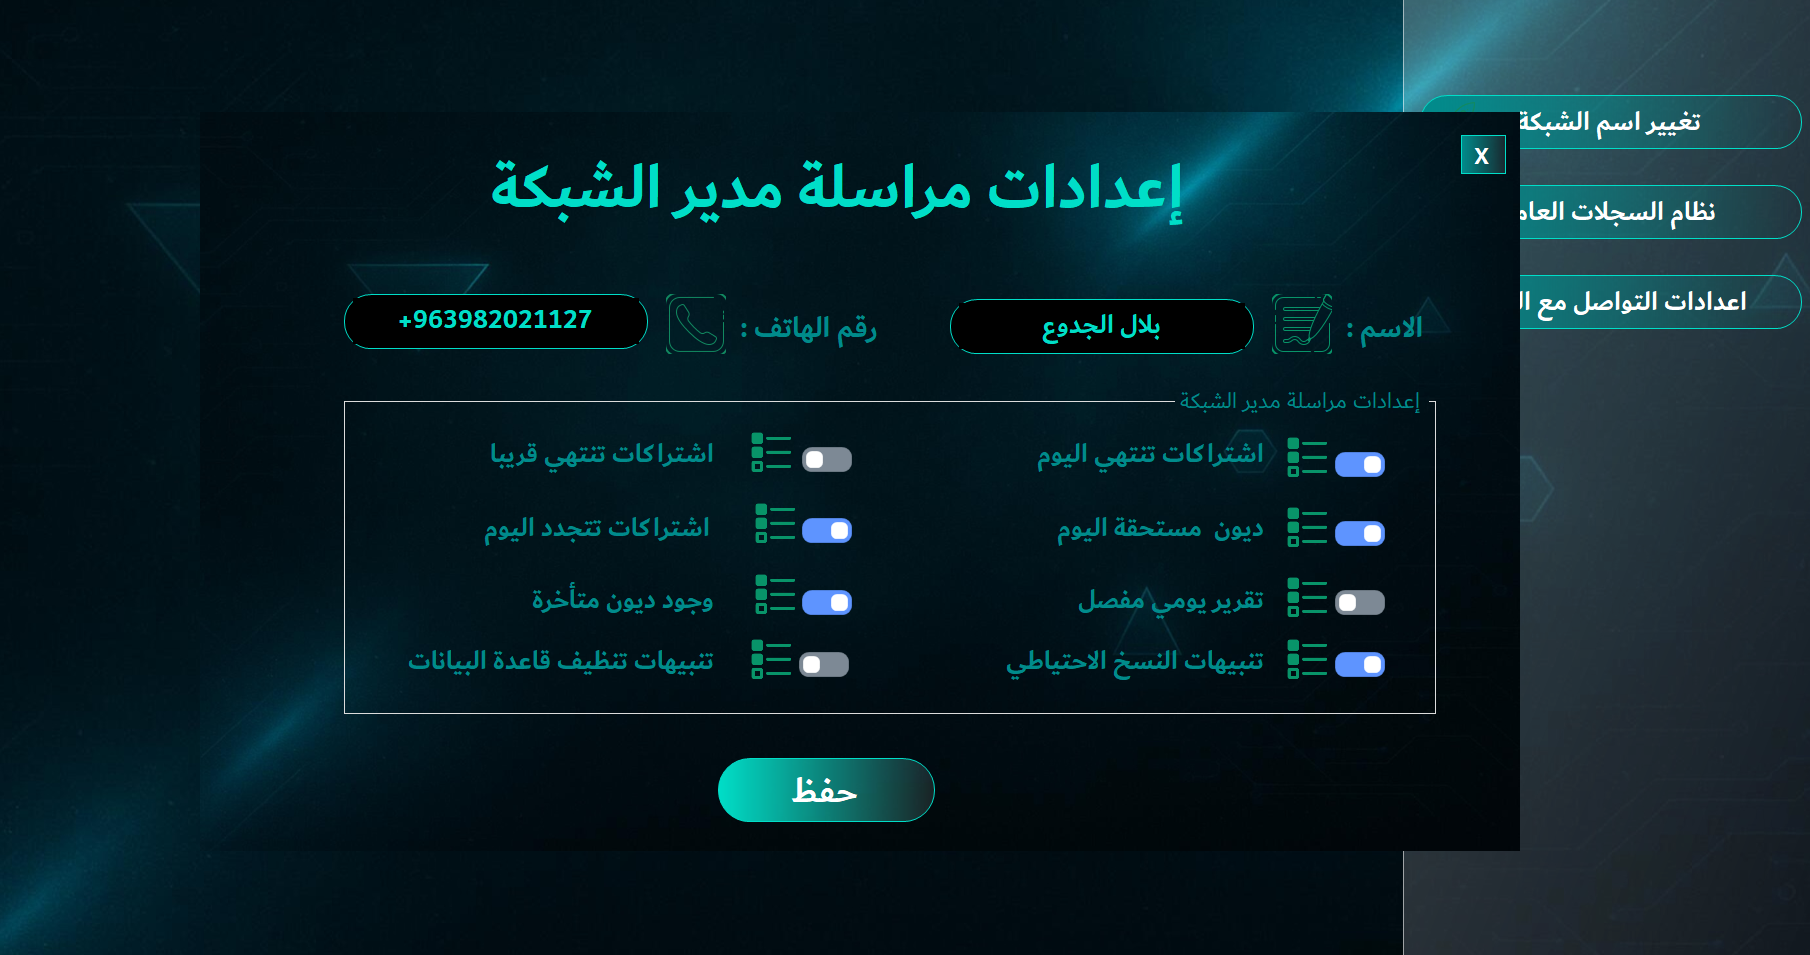 تغيير اسم الشبكة
نظام السجلات
اعدادات التواصل مع
X
إعدادات مراسلة مدير الشبكة
الاسم :
بلال الجدوع
رقم الهاتف :
+963982021127
إعدادات مراسلة مدير الشبكة
اشتراكات تنتهي اليوم
اشتراكات تنتهي قريبا
ديون مستحقة اليوم
اشتراكات تتجدد اليوم
تقرير يومي مفصل
وجود ديون متأخرة
تنبيهات النسخ الاحتياطي
تنبيهات تنظيف قاعدة البيانات
حفظ